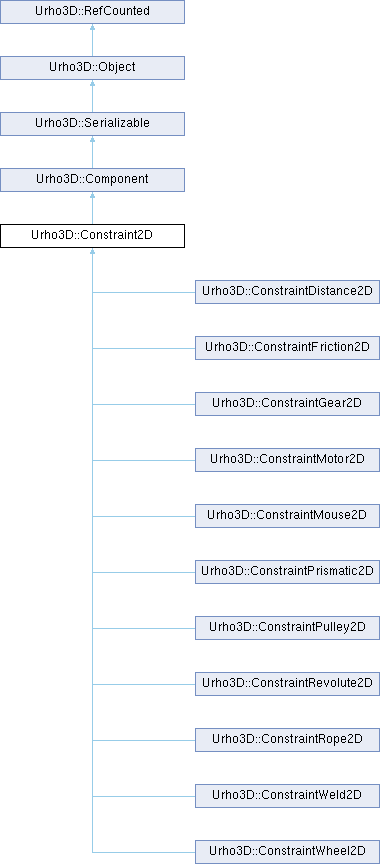 Urho3D::RefCounted
Urho3D::Object
Urho3D::Serializable
Urho3D::Component
Urho3D::Constraint2D
Urho3D::ConstraintDistance2D
Urho3D::ConstraintFriction2D
Urho3D::ConstraintGear2D
Urho3D::ConstraintMotor2D
Urho3D::ConstraintMouse2D
Urho3D::ConstraintPrismatic2D
Urho3D::ConstraintPulley2D
Urho3D::ConstraintRevolute2D
Urho3D::ConstraintRope2D
Urho3D::ConstraintWeld2D
Urho3D::ConstraintWheel2D